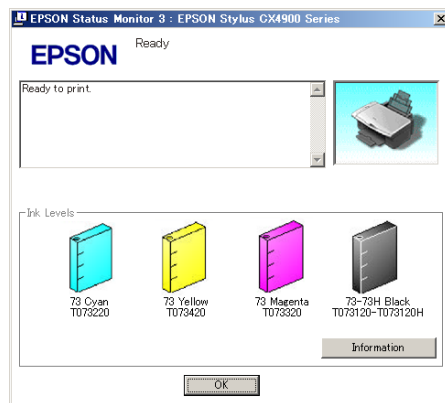 EPSON Status Monitor 3 : EPSON Stylus CX4900 Series
EPSON
Ready
Ready to print.
Ink Levels
73 Cyan
T073220
73 Yellow
T073420
73 Magenta
T073320
73-73H Black
T073120-T073120H
Information
OK